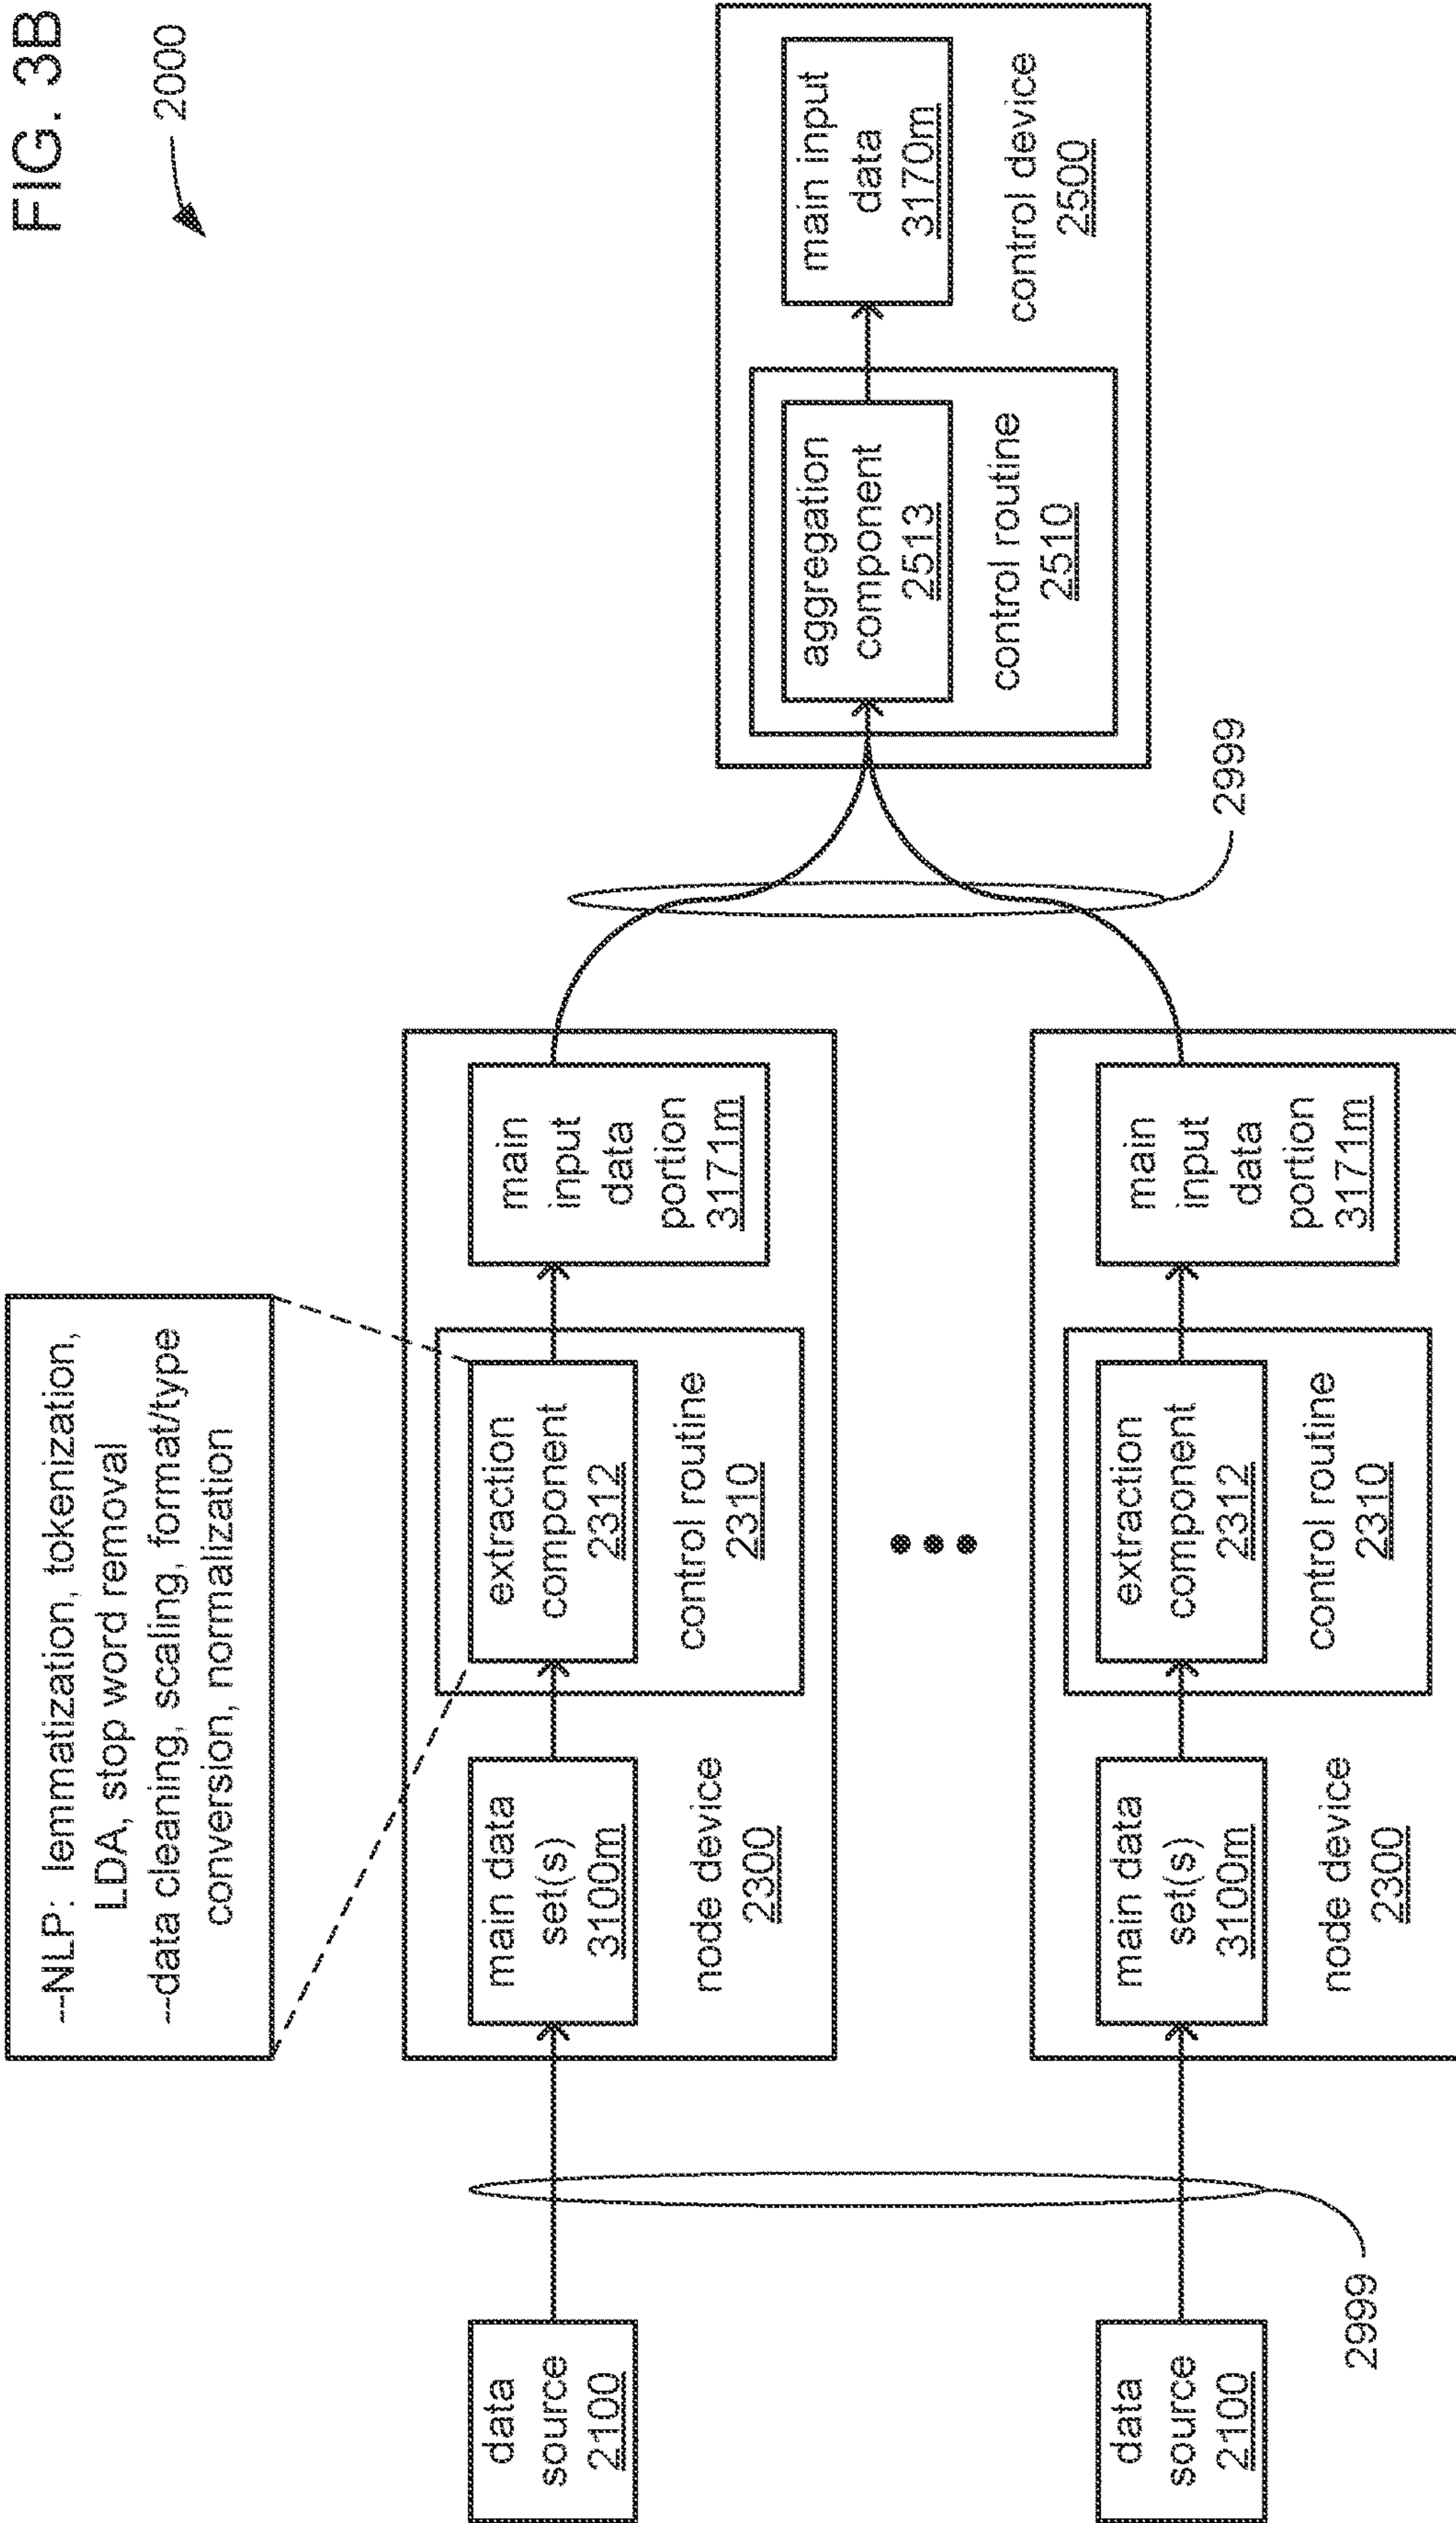 FIG. 3B
2000
--NLP: lemmatization, tokenization,
LDA, stop word removal
--data cleaning, scaling, format/type
conversion, normalization
data
source
2100
main data
set(s)
3100m
extraction
component
2312
control routine
2310
main
input
data
portion
3171m
node device
2300
data
source
2100
main data
set(s)
3100m
extraction
component
2312
control routine
2310
main
input
data
portion
3171m
node device
2300
2999
2999
aggregation
component
2513
control routine
2510
main input
data
3170m
control device
2500